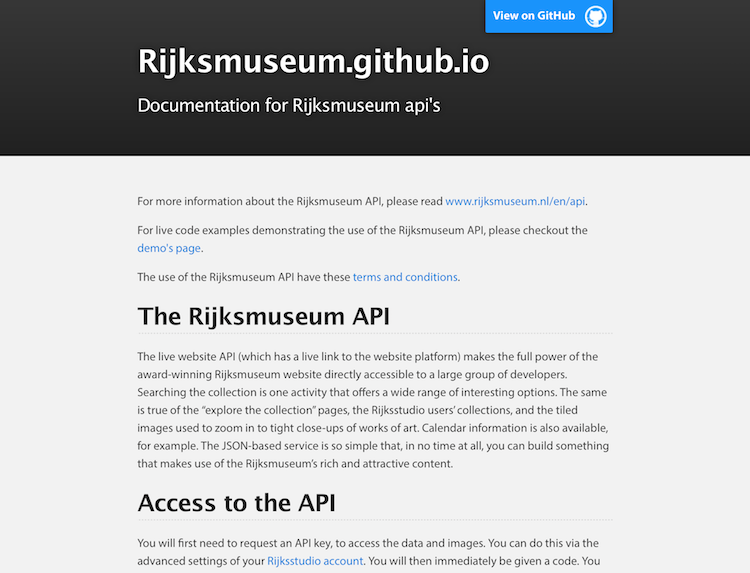 View on GitHub
Rijksmuseum.github.io
Documentation for Rijksmuseum api's
For more information about the Rijksmuseum API, please read www.rijksmuseum.nl/en/api.
For live code examples demonstrating the use of the Rijksmuseum API, please checkout the
demo's page.
The use of the Rijksmuseum API have these terms and conditions.
The Rijksmuseum API
The live website API (which has a live link to the website platform) makes the full power of the
award-winning Rijksmuseum website directly accessible to a large group of developers.
Searching the collection is one activity that offers a wide range of interesting options. The same
is true of the “explore the collection” pages, the Rijksstudio users’ collections, and the tiled
images used to zoom in to tight close-ups of works of art. Calendar information is also available,
for example. The JSON-based service is so simple that, in no time at all, you can build something
that makes use of the Rijksmuseum’s rich and attractive content.
Access to the API
You will first need to request an API key, to access the data and images. You can do this via the
advanced settings of your Rijksstudio account. You will then immediately be given a code. You